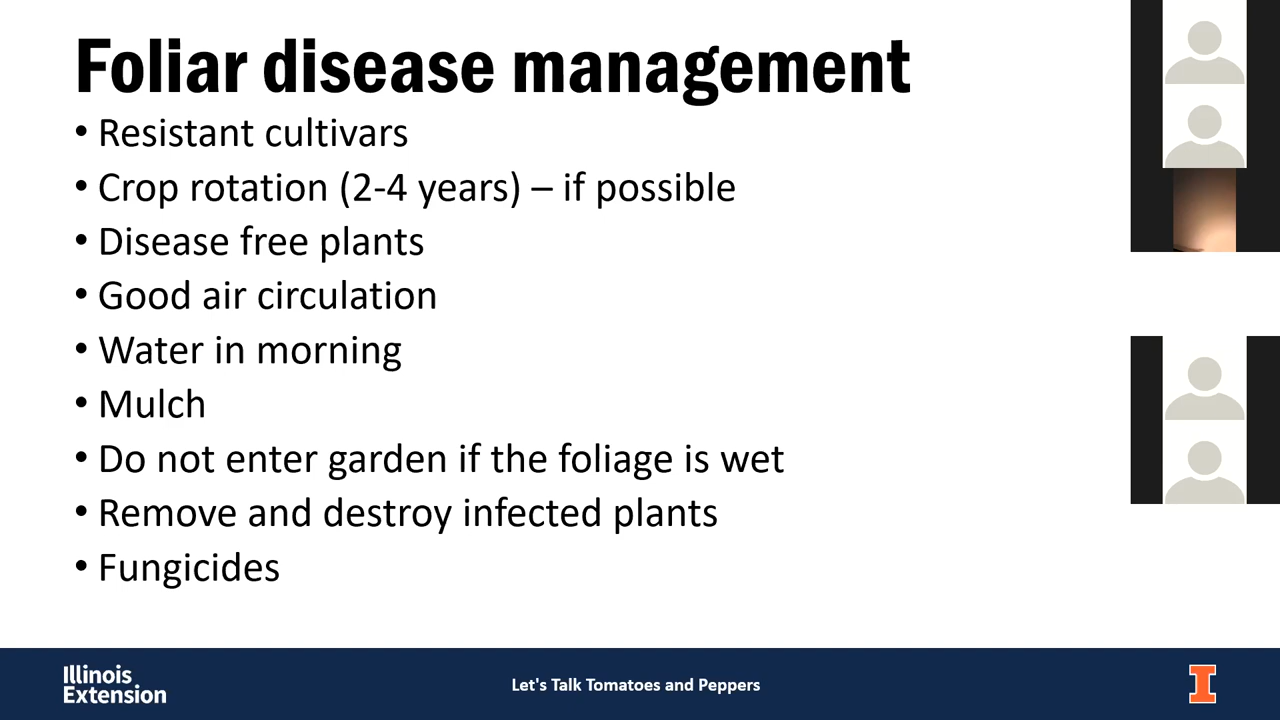 Foliar disease management
• Resistant cultivars
• Crop rotation (2-4 years) – if possible
• Disease free plants
• Good air circulation
• Water in morning
• Mulch
• Do not enter garden if the foliage is wet
• Remove and destroy infected plants
• Fungicides
Illinois
Extension
Let's Talk Tomatoes and Peppers
I